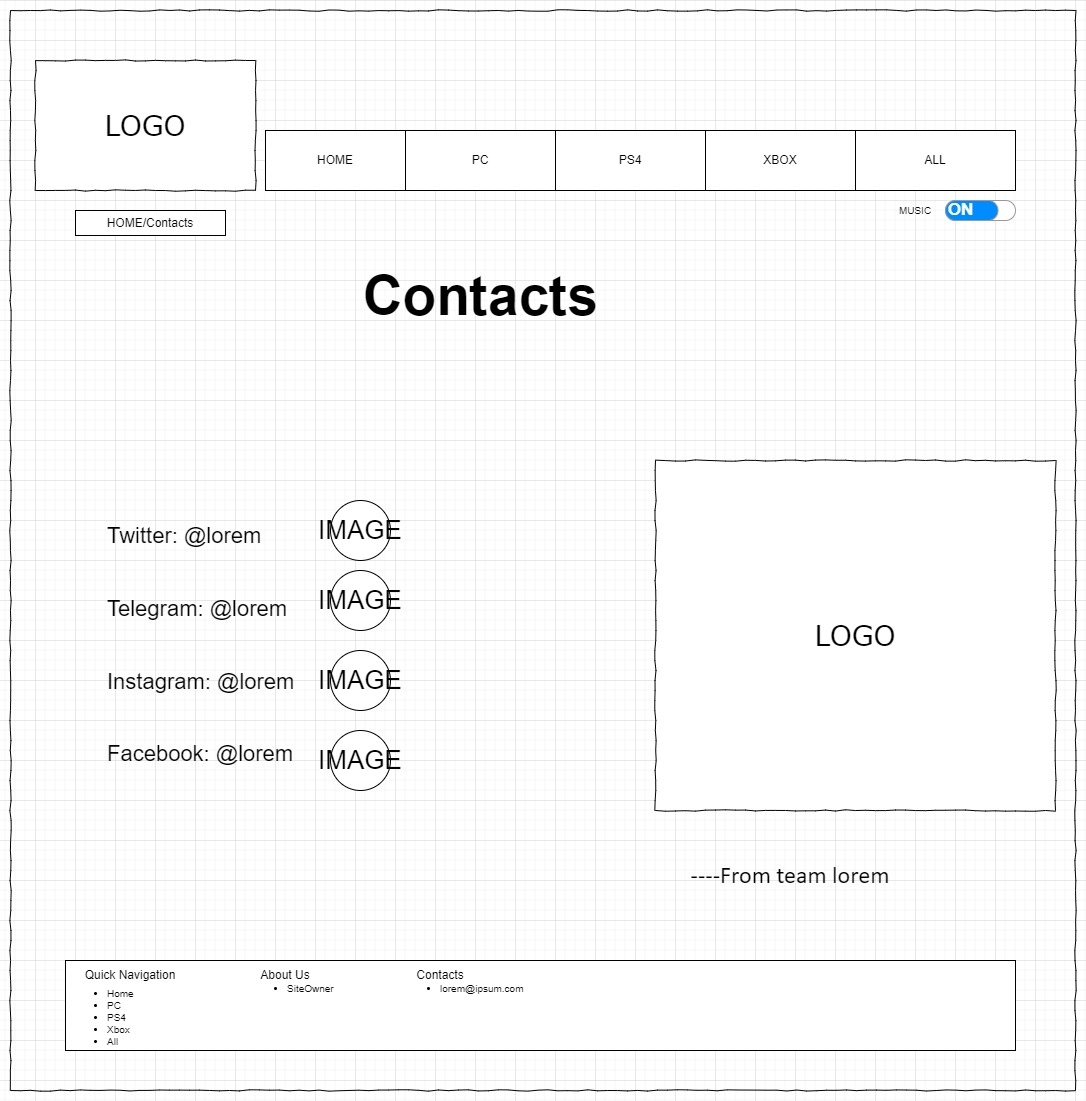 LOGO
HOME PC PS4 XBOX ALL
HOME/Contacts
MUSIC ON
Contacts
Twitter: @lorem IMAGE
Telegram: @lorem IMAGE
Instagram: @lorem IMAGE
Facebook: @lorem IMAGE
LOGO
----From team lorem
Quick Navigation
Home
PC
PS4
Xbox
All
About Us
SiteOwner
Contacts
lorem@ipsum.com